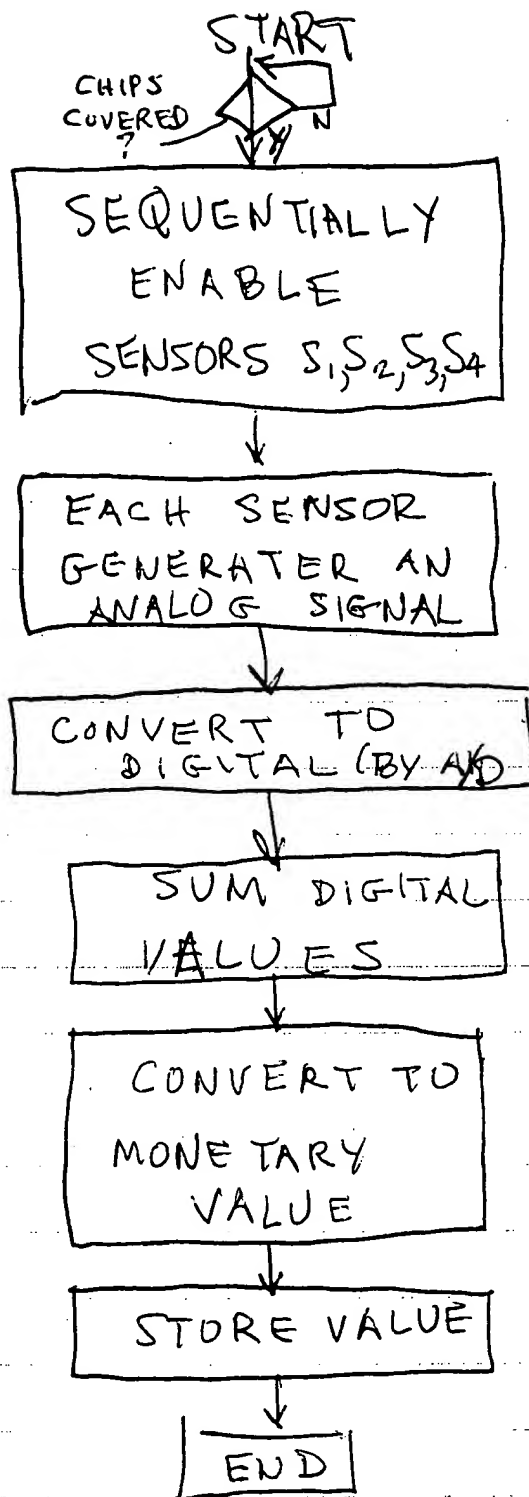 START
CHIPS
COVERED
?
N
Y
SEQUENTIALLY
ENABLE
SENSORS S₁,S₂,S₃,S₄
EACH SENSOR
GENERATER AN
ANALOG SIGNAL
CONVERT TO
DIGITAL (BY A/D
SUM DIGITAL
VALUES
CONVERT TO
MONETARY
VALUE
STORE VALUE
END